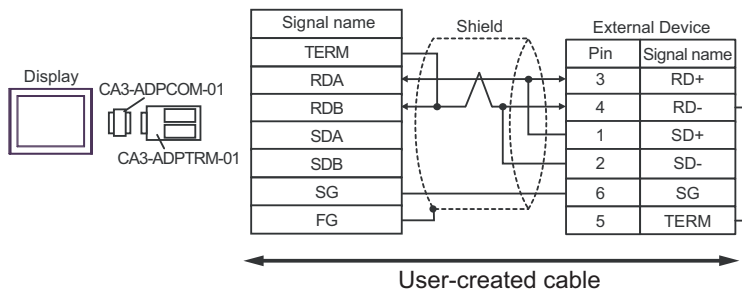 Display
CA3-ADPCOM-01
CA3-ADPTRM-01
Signal name
TERM
RDA
RDB
SDA
SDB
SG
FG
Shield
External Device
Pin Signal name
3 RD+
4 RD-
1 SD+
2 SD-
6 SG
5 TERM
User-created cable